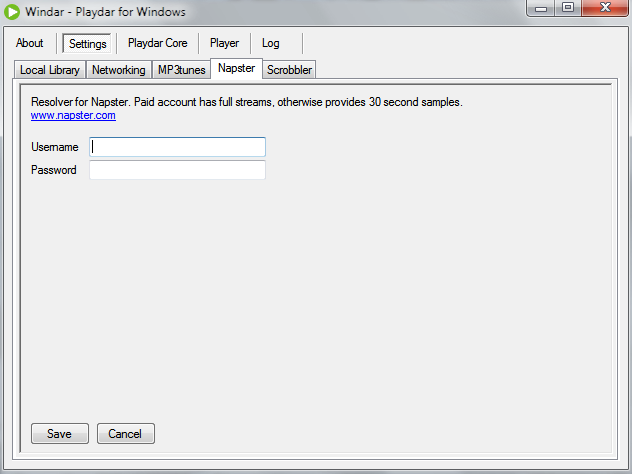 Windar - Playdar for Windows
About Settings Playdar Core Player Log
Local Library Networking MP3tunes Napster Scrobbler
Resolver for Napster. Paid account has full streams, otherwise provides 30 second samples.
www.napster.com
Username
Password
Save Cancel